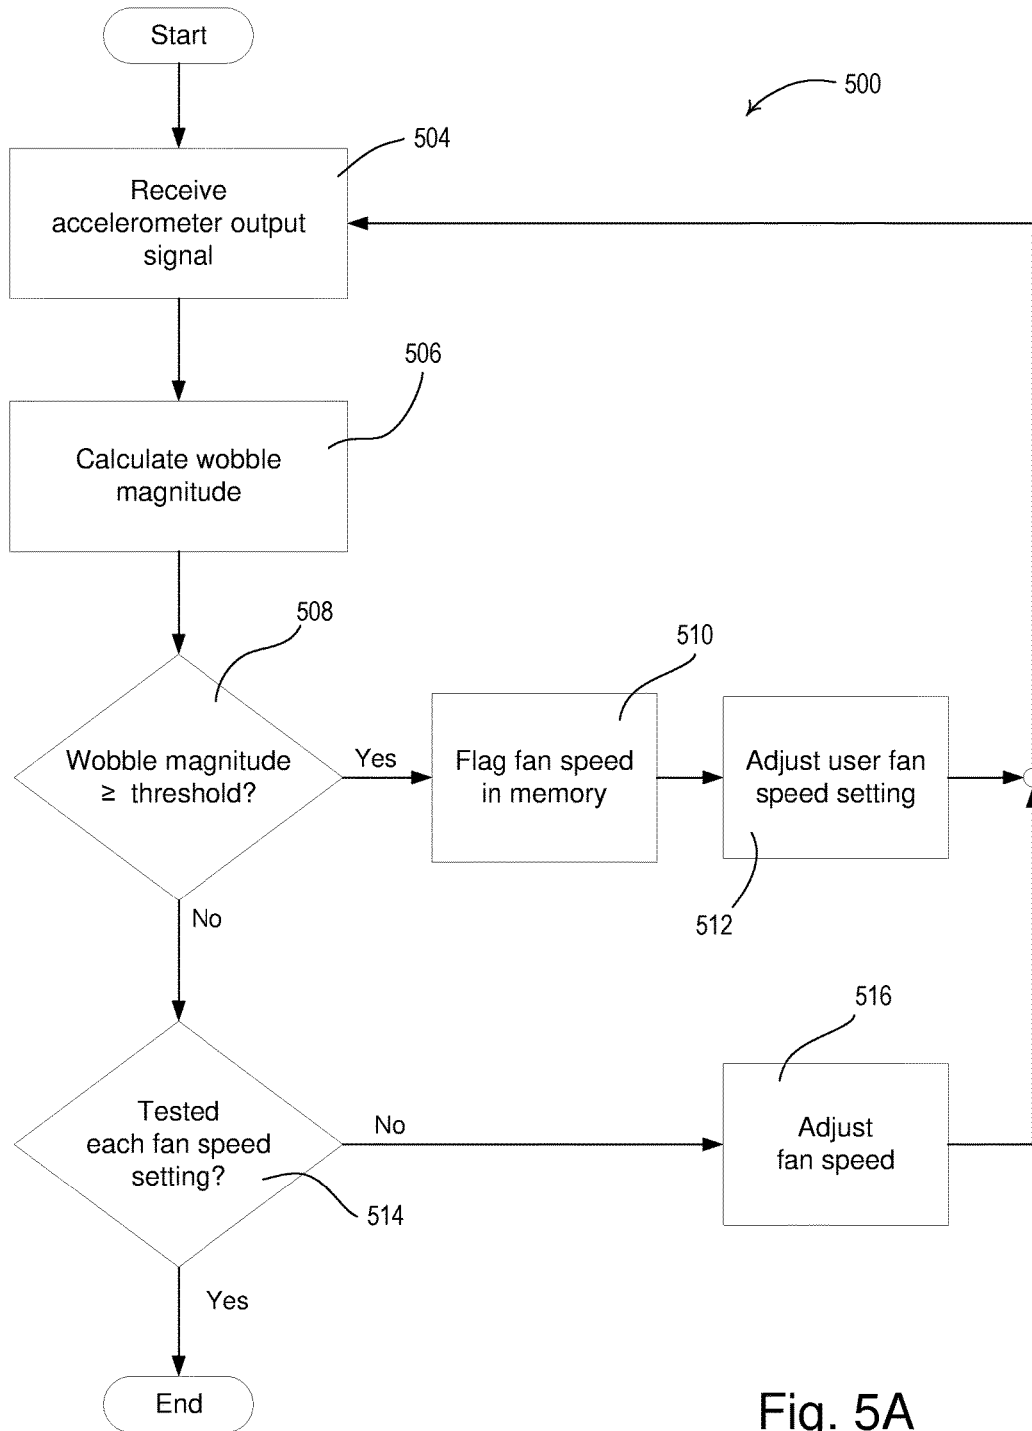 Start
500
504
Receive
accelerometer output
signal
506
Calculate wobble
magnitude
508
Wobble magnitude
≥ threshold?
Yes
510
Flag fan speed
in memory
Adjust user fan
speed setting
512
No
514
Tested
each fan speed
setting?
No
516
Adjust
fan speed
Yes
End
Fig. 5A